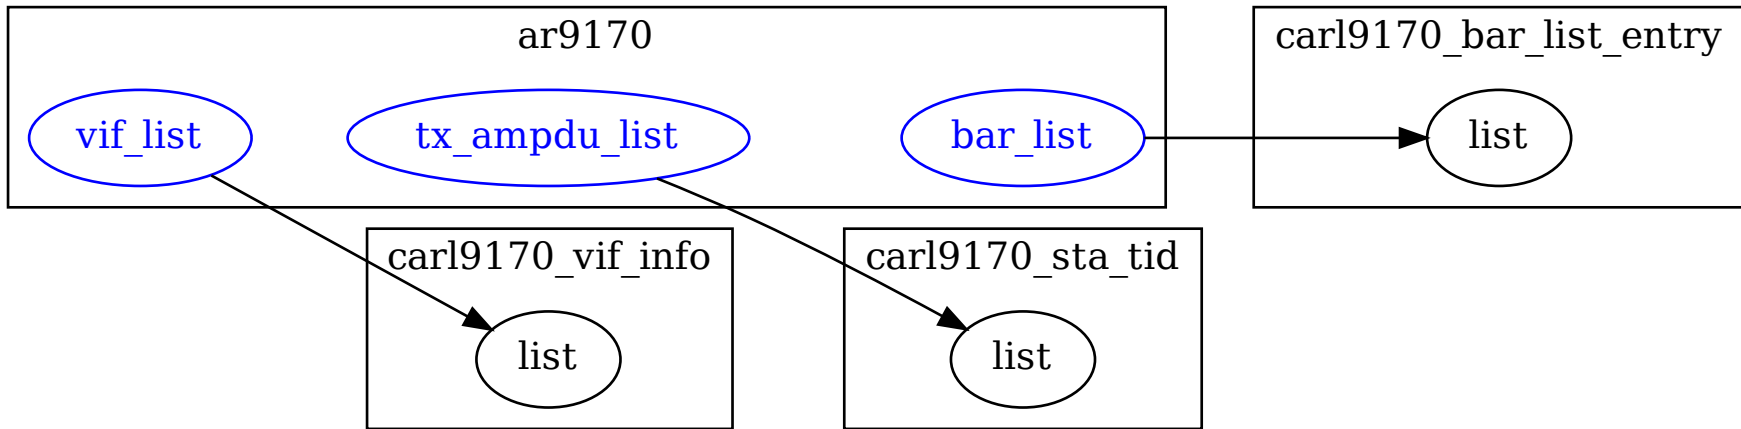 ar9170
carl9170_bar_list_entry
vif_list
tx_ampdu_list
bar_list
list
carl9170_vif_info
carl9170_sta_tid
list
list